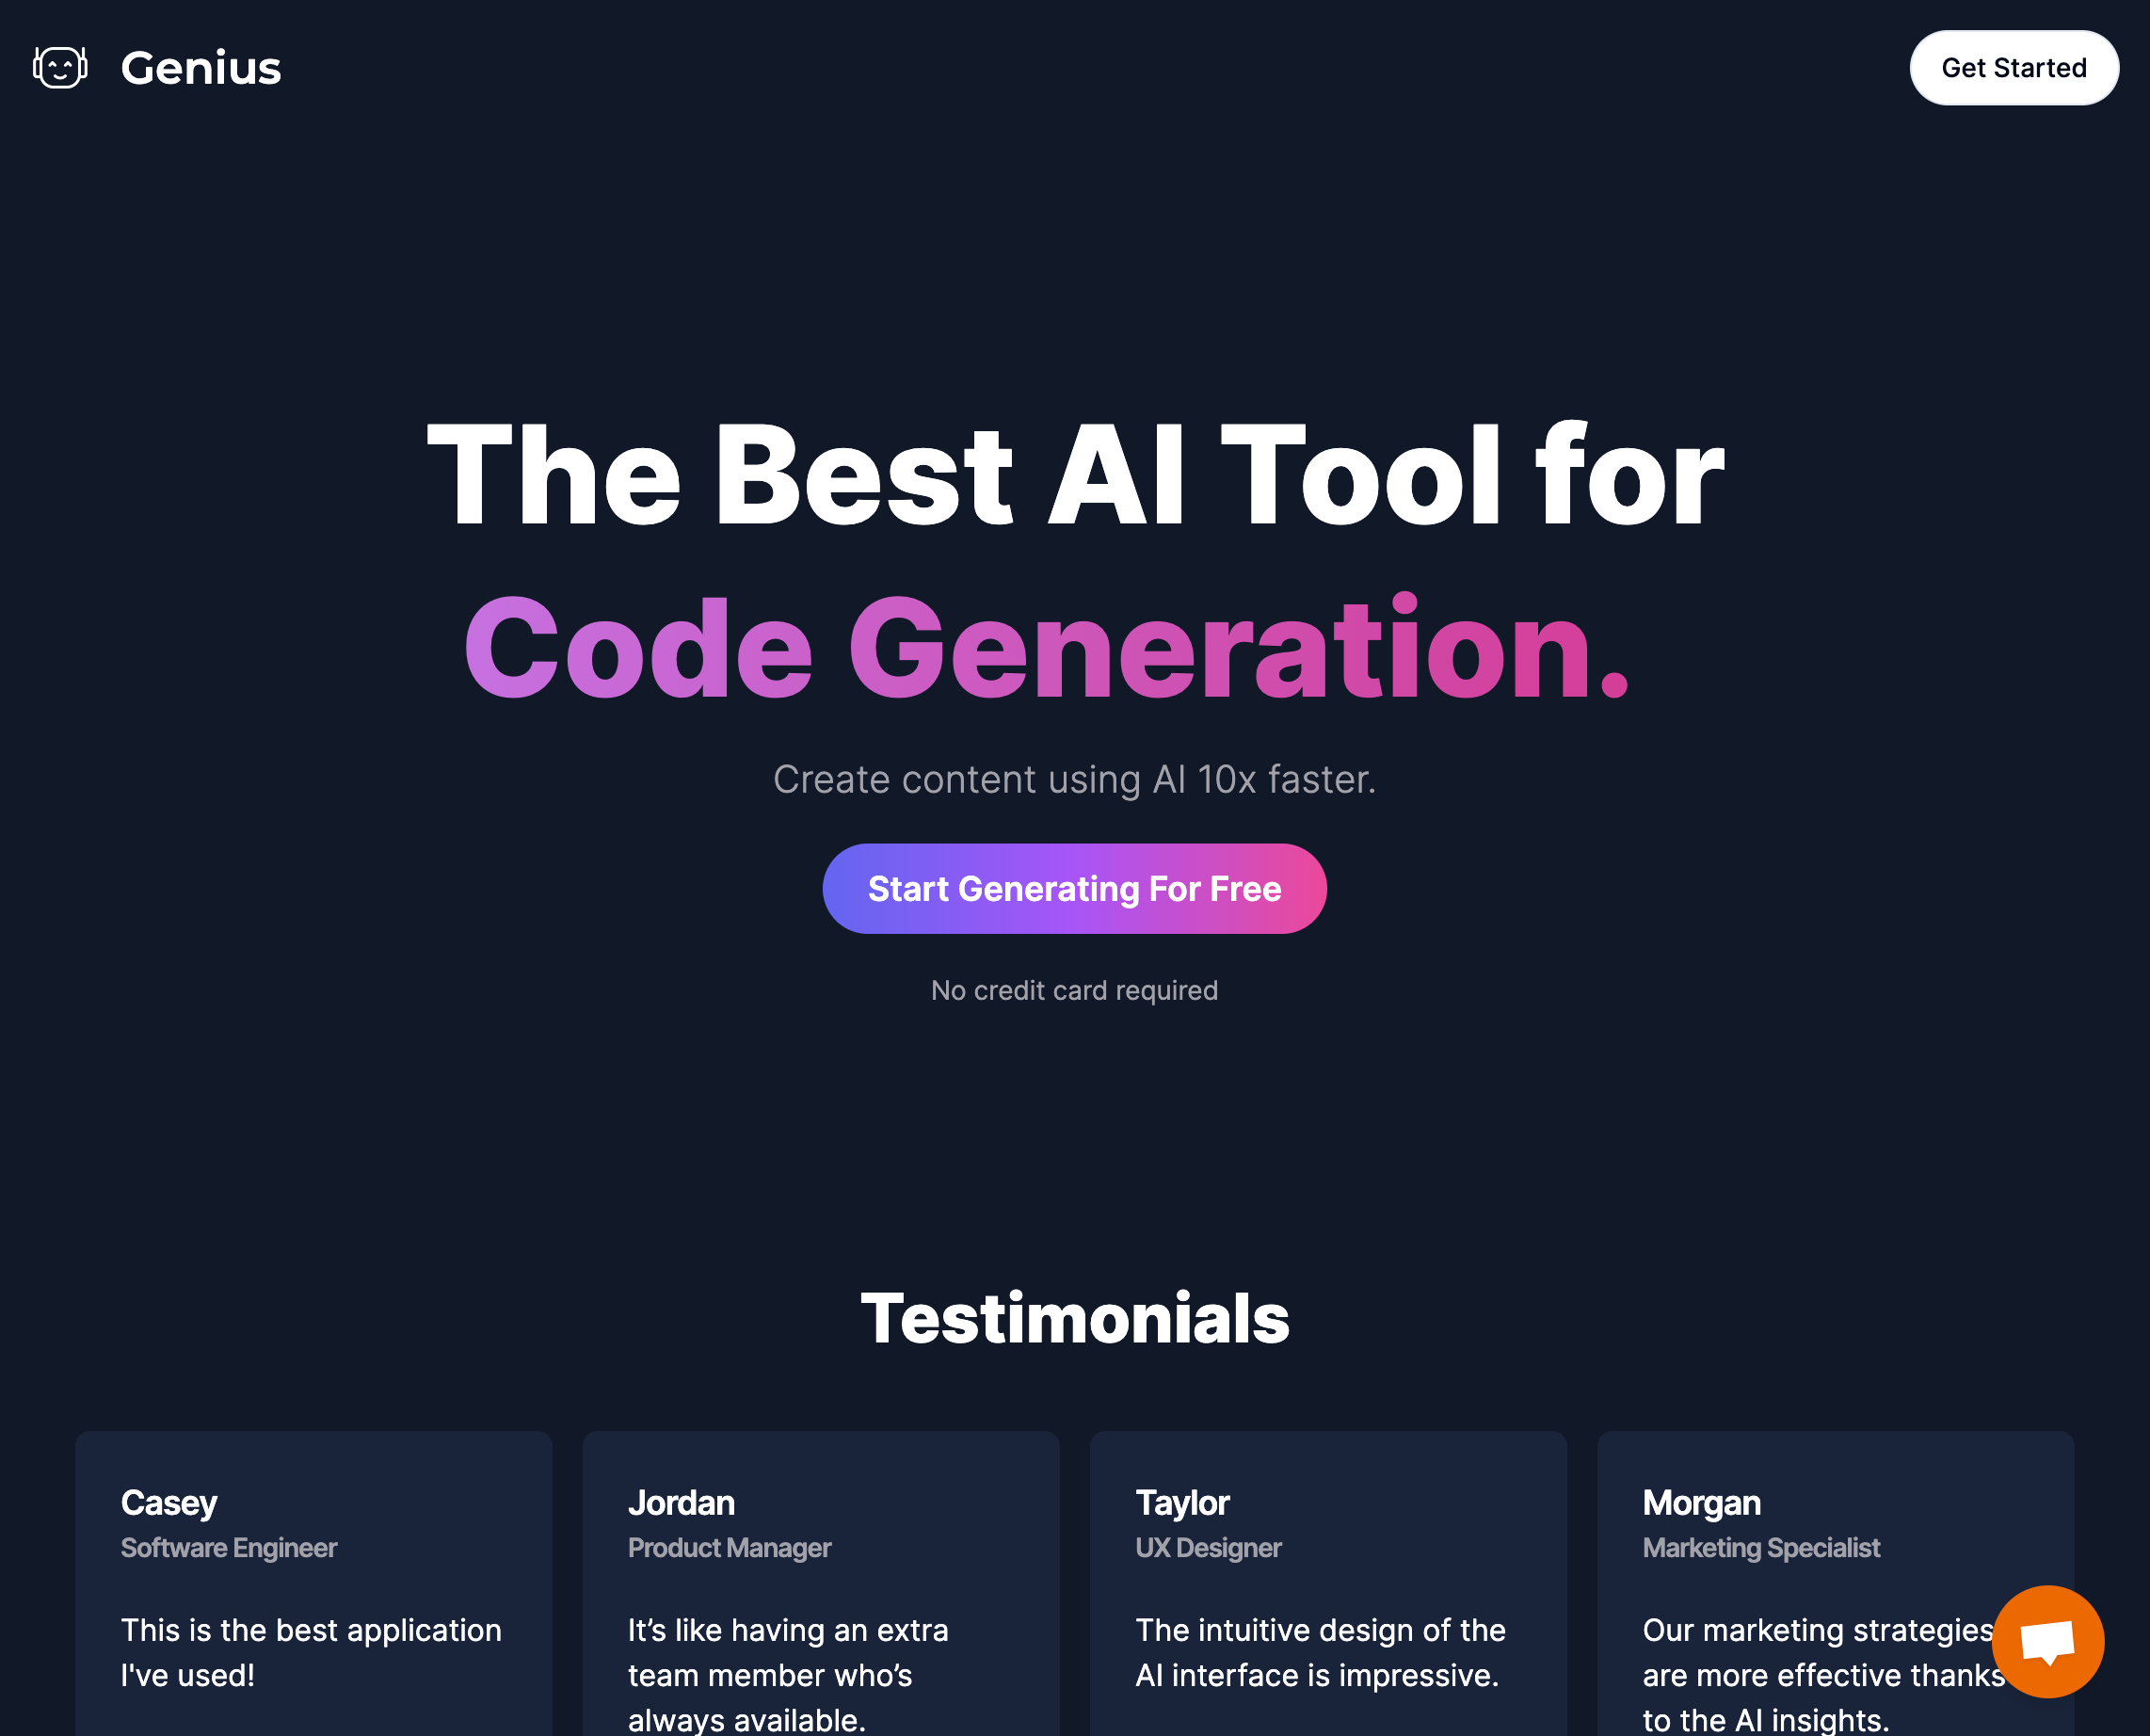 Genius
Get Started
The Best AI Tool for
Code Generation.
Create content using AI 10x faster.
Start Generating For Free
No credit card required
Testimonials
Casey
Software Engineer
This is the best application
I've used!
Jordan
Product Manager
It’s like having an extra
team member who’s
always available.
Taylor
UX Designer
The intuitive design of the
AI interface is impressive.
Morgan
Marketing Specialist
Our marketing strategies
are more effective thanks
to the AI insights.